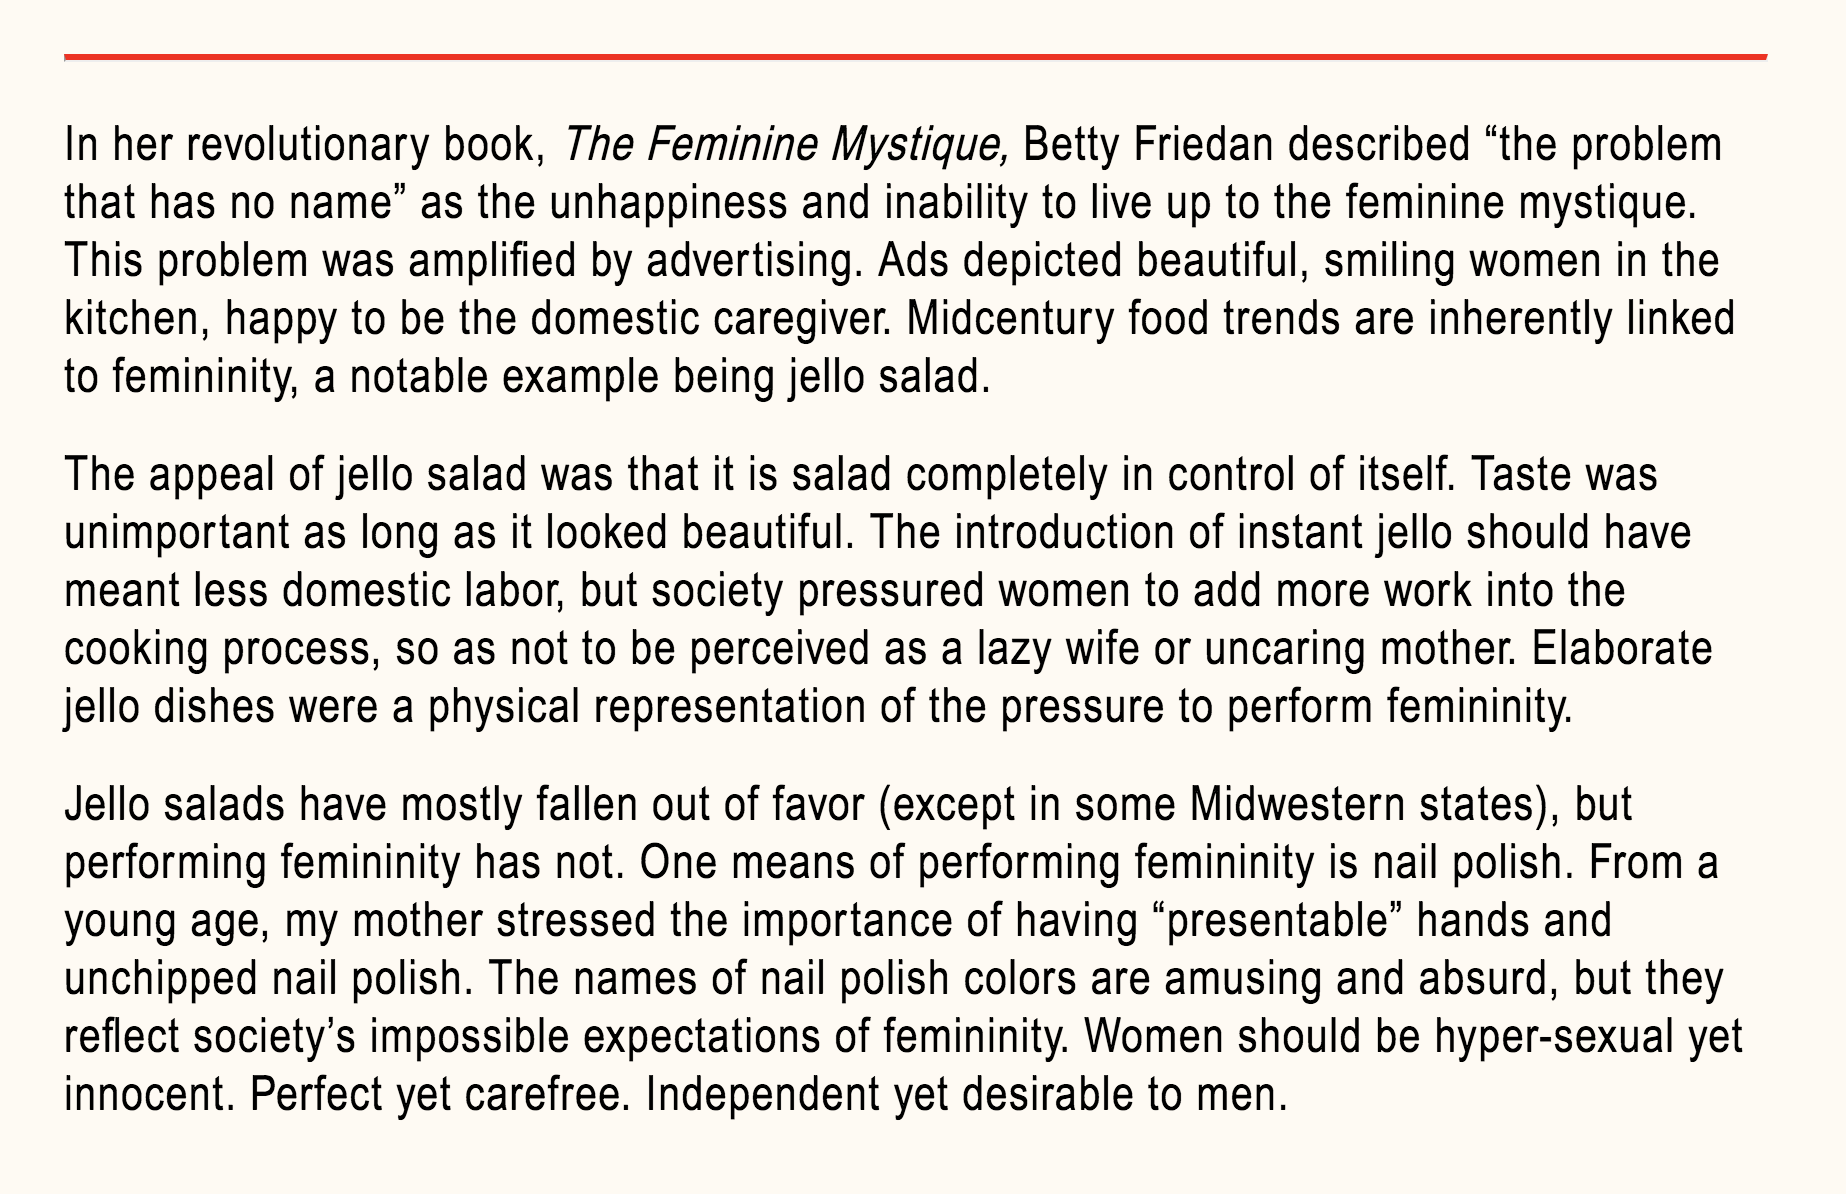 In her revolutionary book, The Feminine Mystique, Betty Friedan described “the problem
that has no name” as the unhappiness and inability to live up to the feminine mystique.
This problem was amplified by advertising. Ads depicted beautiful, smiling women in the
kitchen, happy to be the domestic caregiver. Midcentury food trends are inherently linked
to femininity, a notable example being jello salad.
The appeal of jello salad was that it is salad completely in control of itself. Taste was
unimportant as long as it looked beautiful. The introduction of instant jello should have
meant less domestic labor, but society pressured women to add more work into the
cooking process, so as not to be perceived as a lazy wife or uncaring mother. Elaborate
jello dishes were a physical representation of the pressure to perform femininity.
Jello salads have mostly fallen out of favor (except in some Midwestern states), but
performing femininity has not. One means of performing femininity is nail polish. From a
young age, my mother stressed the importance of having “presentable” hands and
unchipped nail polish. The names of nail polish colors are amusing and absurd, but they
reflect society’s impossible expectations of femininity. Women should be hyper-sexual yet
innocent. Perfect yet carefree. Independent yet desirable to men.